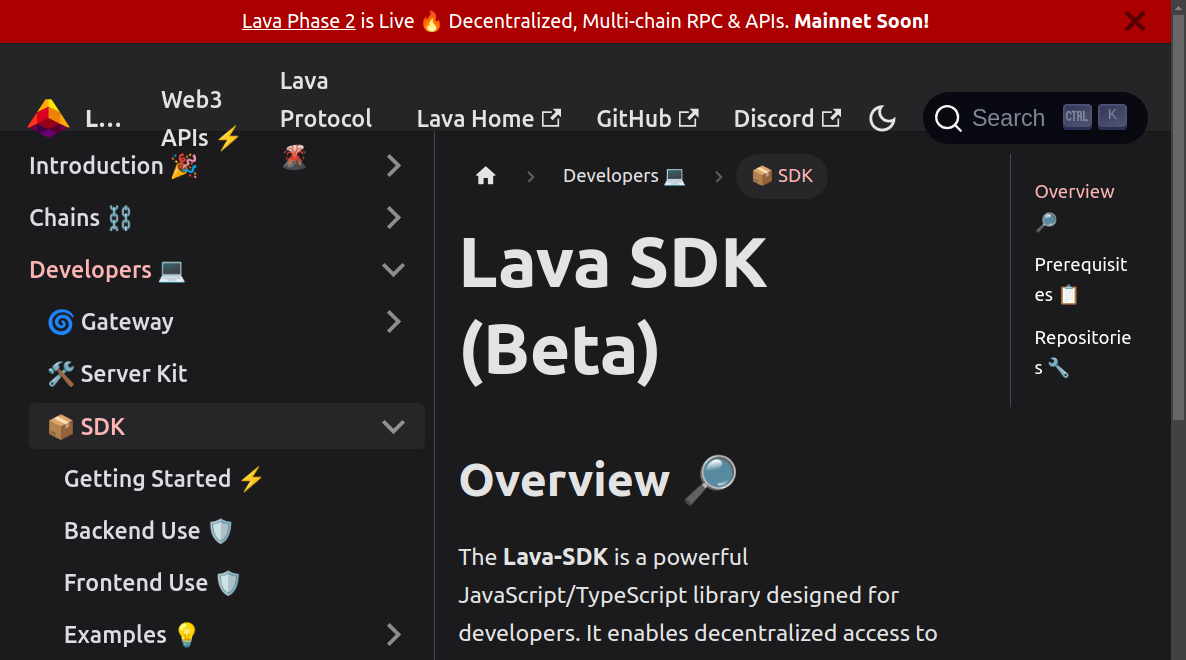 Lava Phase 2 is Live 🔥 Decentralized, Multi-chain RPC & APIs. Mainnet Soon!
L...
Web3
APIs ⚡
Lava
Protocol
🌋
Lava Home
GitHub
Discord
Search
CTRL K
Introduction 🎉
Chains ⛓️
Developers 💻
🌀 Gateway
🛠️ Server Kit
📦 SDK
Getting Started ⚡
Backend Use 🛡️
Frontend Use 🛡️
Examples 💡
Developers 💻
📦 SDK
Lava SDK
(Beta)
Overview 🔎
The Lava-SDK is a powerful
JavaScript/TypeScript library designed for
developers. It enables decentralized access to
Overview
🔎
Prerequisit
es 📋
Repositorie
s 🔧